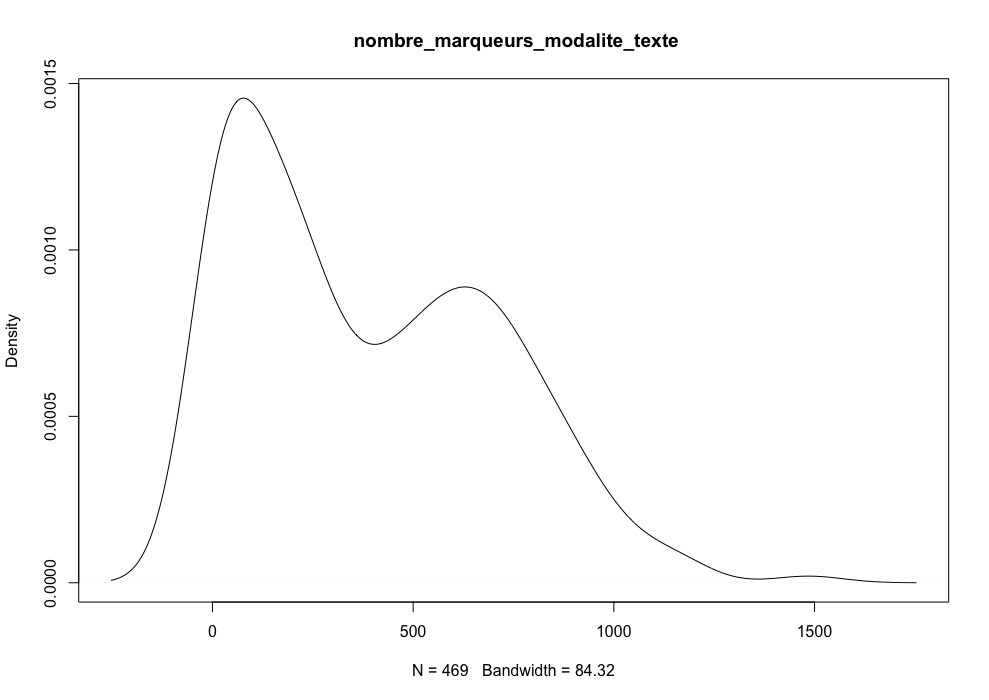 nombre_marqueurs_modalite_texte
Density
0.0015
0.0010
0.0005
0.0000
0 500 1000 1500
N = 469 Bandwidth = 84.32